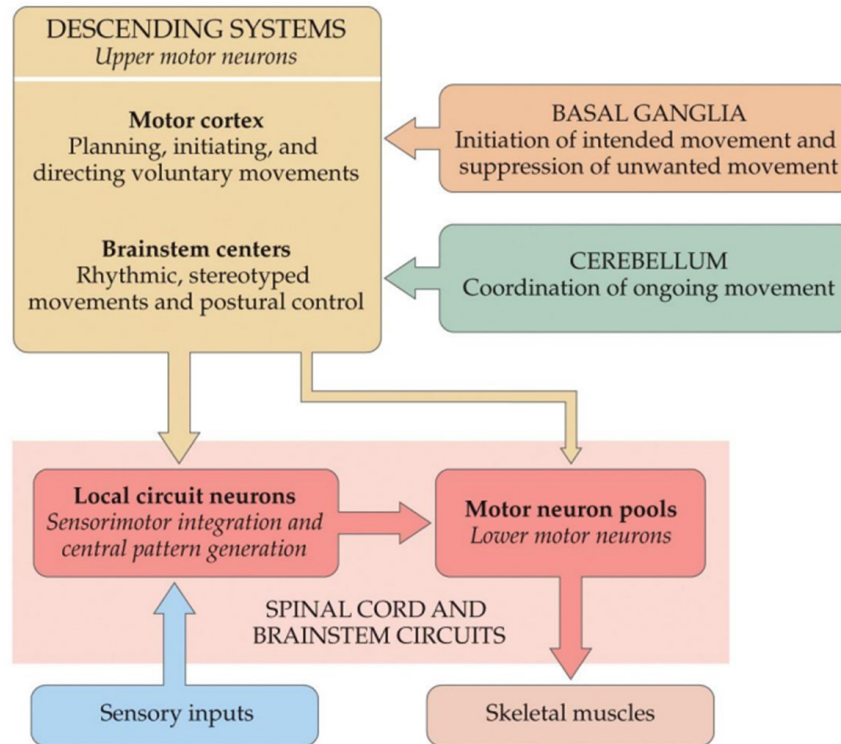 DESCENDING SYSTEMS
Upper motor neurons
Motor cortex
Planning, initiating, and
directing voluntary movements
Brainstem centers
Rhythmic, stereotyped
movements and postural control
BASAL GANGLIA
Initiation of intended movement and
suppression of unwanted movement
CEREBELLUM
Coordination of ongoing movement
Local circuit neurons
Sensorimotor integration and
central pattern generation
Motor neuron pools
Lower motor neurons
SPINAL CORD AND
BRAINSTEM CIRCUITS
Sensory inputs
Skeletal muscles